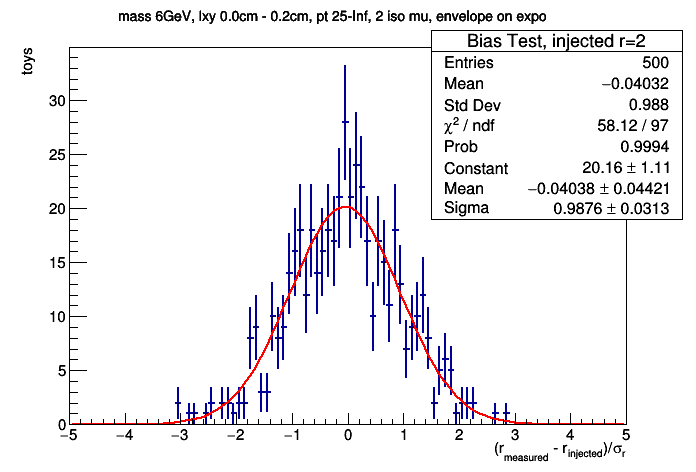 mass 6GeV, lxy 0.0cm - 0.2cm, pt 25-Inf, 2 iso mu, envelope on expo
Bias Test, injected r=2
Entries 500
Mean −0.04032
Std Dev 0.988
χ² / ndf 58.12 / 97
Prob 0.9994
Constant 20.16 ± 1.11
Mean −0.04038 ± 0.04421
Sigma 0.9876 ± 0.0313
toys
30
25
20
15
10
5
0
−5 −4 −3 −2 −1 0 1 2 3 4 5
(r_measured - r_injected)/σ_r